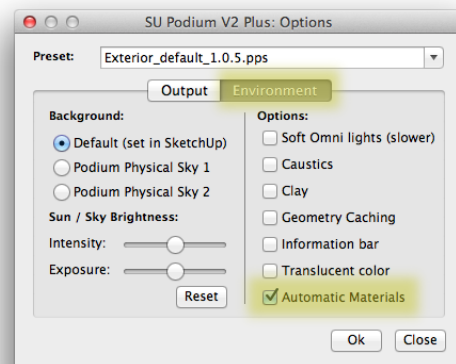 SU Podium V2 Plus: Options
Preset: Exterior_default_1.0.5.pps
Output Environment
Background:
Default (set in SketchUp)
Podium Physical Sky 1
Podium Physical Sky 2
Sun / Sky Brightness:
Intensity:
Exposure:
Reset
Options:
Soft Omni lights (slower)
Caustics
Clay
Geometry Caching
Information bar
Translucent color
Automatic Materials
Ok Close